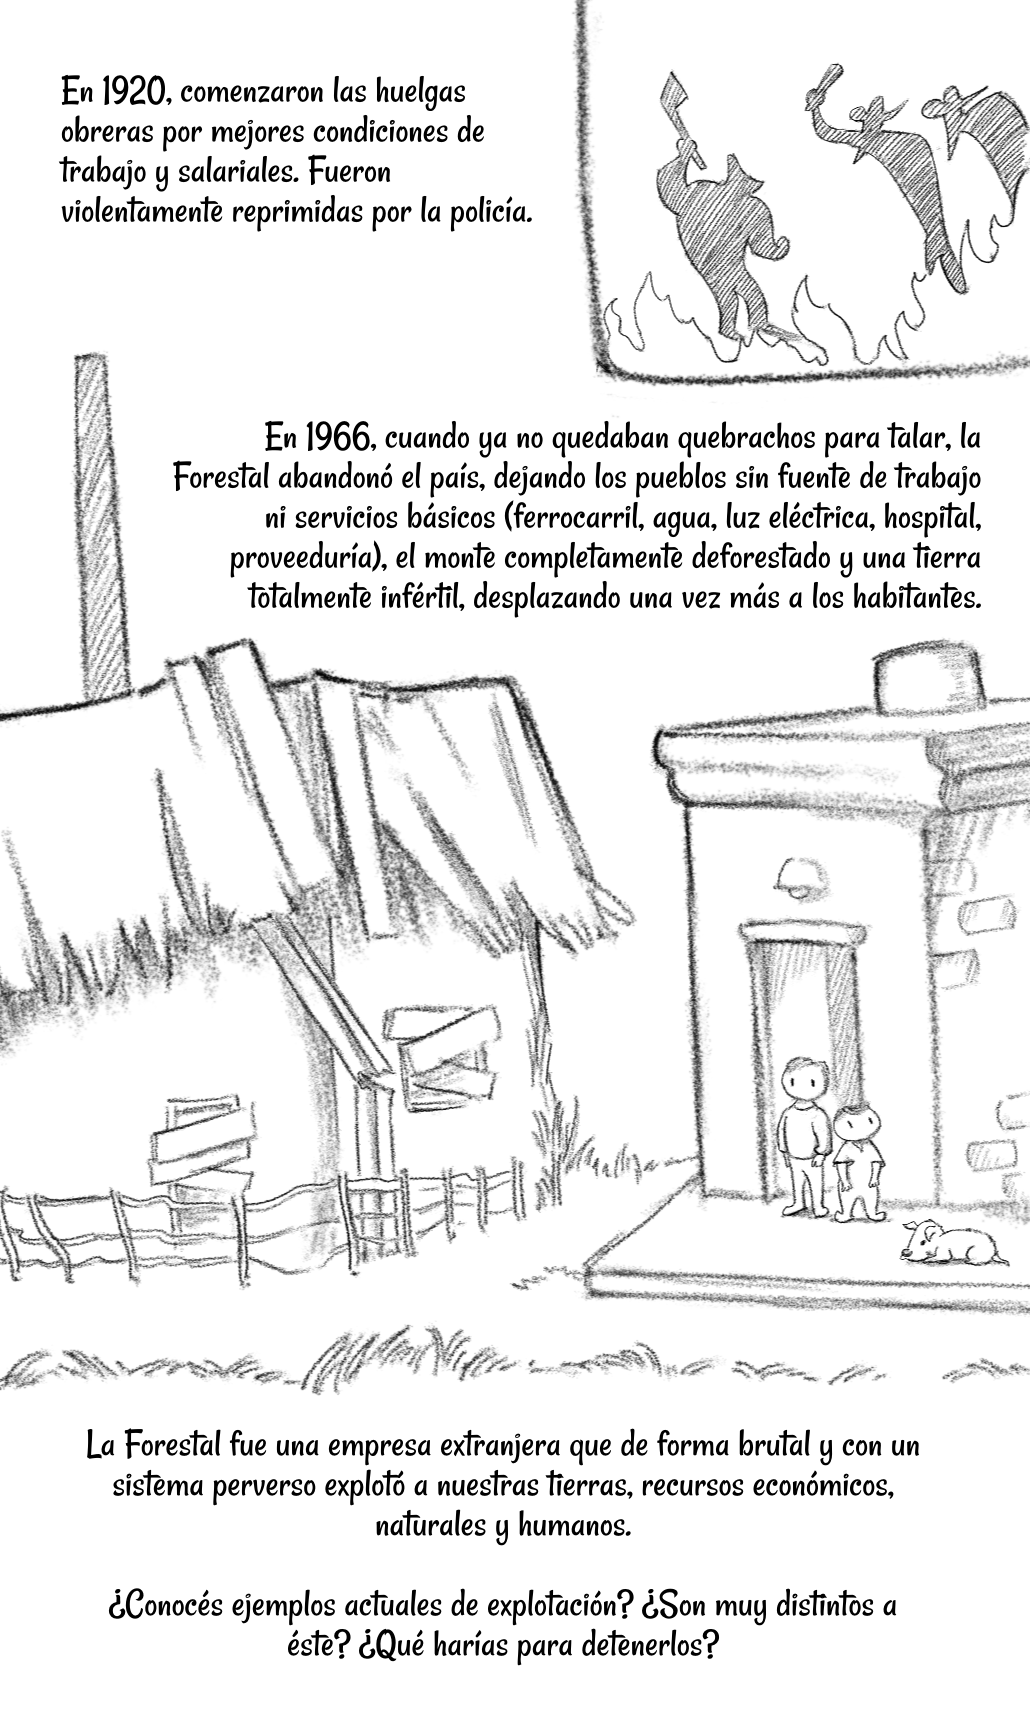 En 1920, comenzaron las huelgas
obreras por mejores condiciones de
trabajo y salariales. Fueron
violentamente reprimidas por la policía.
En 1966, cuando ya no quedaban quebrachos para talar, la
Forestal abandonó el país, dejando los pueblos sin fuente de trabajo
ni servicios básicos (ferrocarril, agua, luz eléctrica, hospital,
proveeduría), el monte completamente deforestado y una tierra
totalmente infértil, desplazando una vez más a los habitantes.
La Forestal fue una empresa extranjera que de forma brutal y con un
sistema perverso explotó a nuestras tierras, recursos económicos,
naturales y humanos.
¿Conocés ejemplos actuales de explotación? ¿Son muy distintos a
éste? ¿Qué harías para detenerlos?